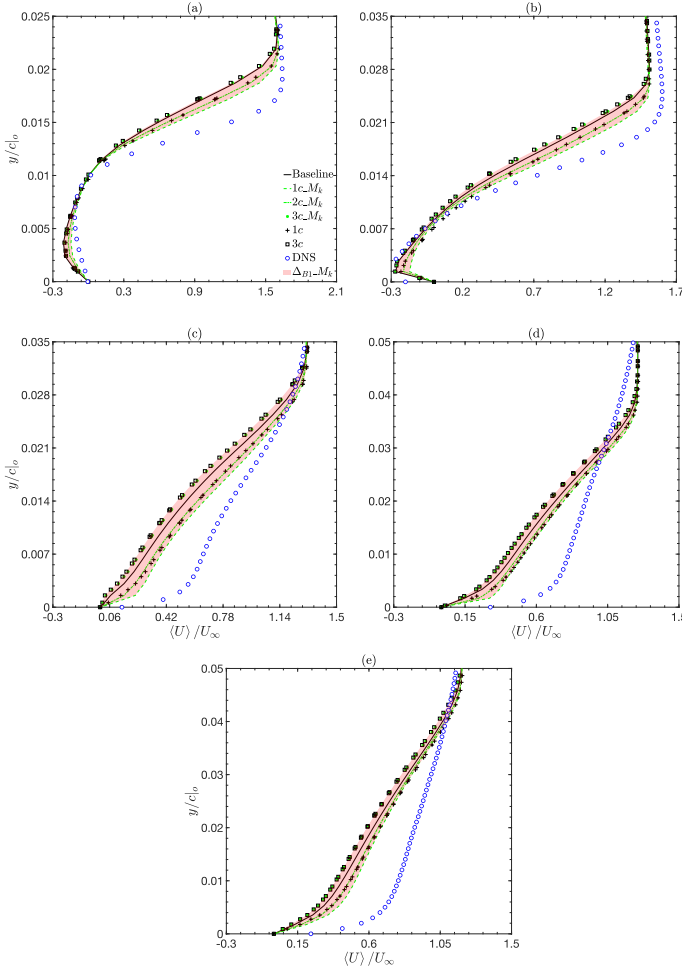 (a)
(b)
0.025
0.02
0.015
0.01
0.005
0
y/c|ₒ
-0.3 0.3 0.9 1.5 2.1
Baseline
1c_Mₖ
2c_Mₖ
3c_Mₖ
1c
3c
DNS
Δ_B1_Mₖ
0.035
0.028
0.021
0.014
0.007
0
-0.3 0.2 0.7 1.2 1.7
(c)
(d)
0.035
0.028
0.021
0.014
0.007
0
y/c|ₒ
-0.3 0.06 0.42 0.78 1.14 1.5
⟨U⟩/U∞
0.05
0.04
0.03
0.02
0.01
0
-0.3 0.15 0.6 1.05 1.5
⟨U⟩/U∞
(e)
0.05
0.04
0.03
0.02
0.01
0
y/c|ₒ
-0.3 0.15 0.6 1.05 1.5
⟨U⟩/U∞